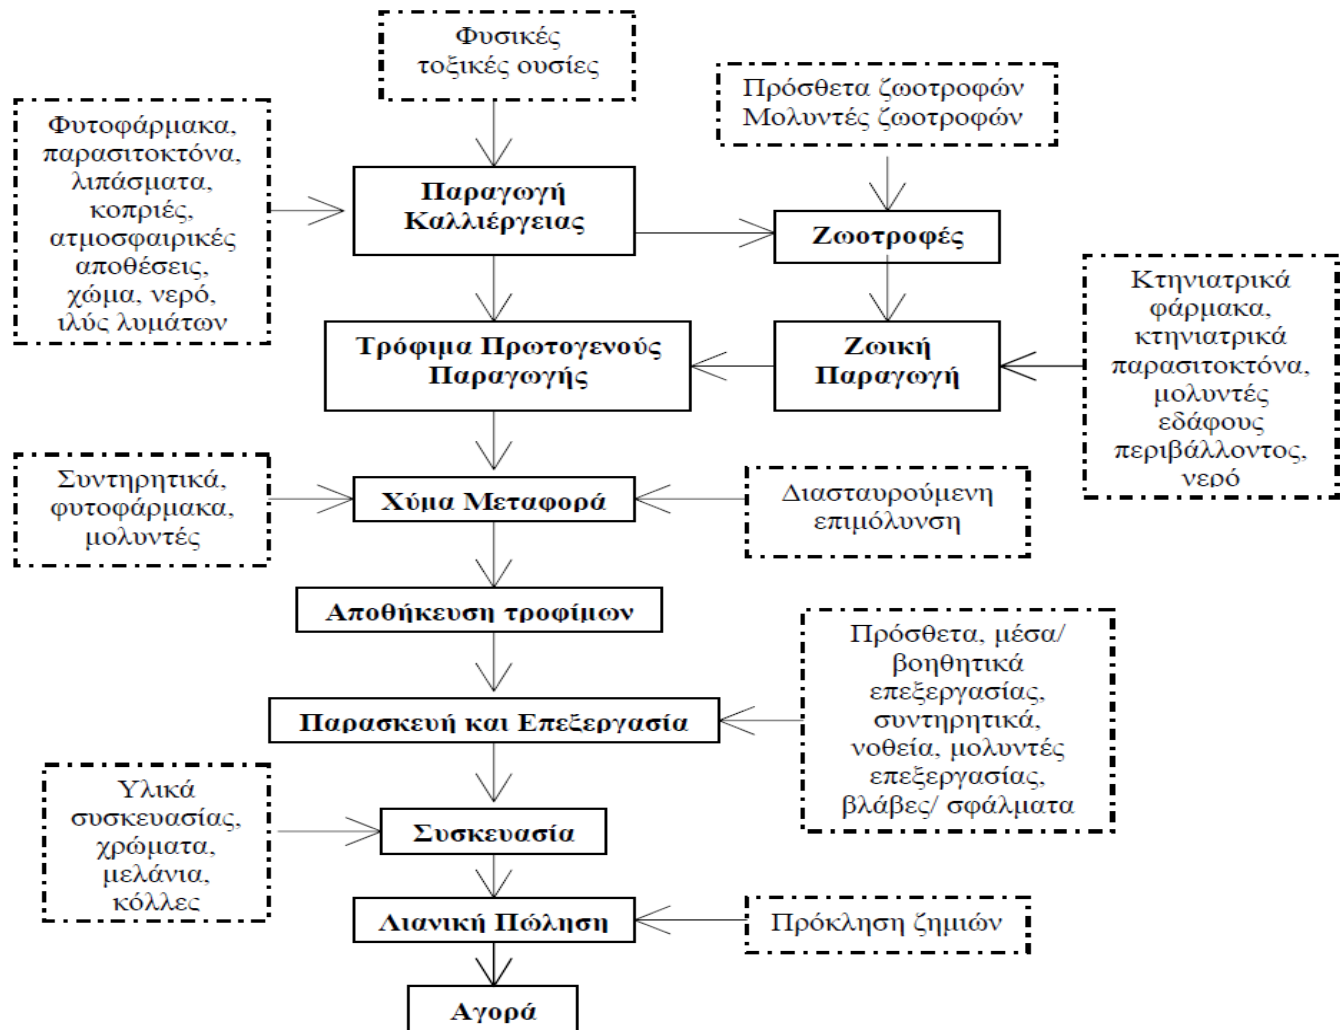 Φυσικές
τοξικές ουσίες
Πρόσθετα ζωοτροφών
Μολυντές ζωοτροφών
Φυτοφάρμακα,
παρασιτοκτόνα,
λιπάσματα,
κοπριές,
ατμοσφαιρικές
αποθέσεις,
χώμα, νερό,
ιλύς λυμάτων
Παραγωγή
Καλλιέργειας
Ζωοτροφές
Κτηνιατρικά
φάρμακα,
κτηνιατρικά
παρασιτοκτόνα,
μολυντές
εδάφους
περιβάλλοντος,
νερό
Τρόφιμα Πρωτογενούς
Παραγωγής
Ζωική
Παραγωγή
Συντηρητικά,
φυτοφάρμακα,
μολυντές
Χύμα Μεταφορά
Διασταυρούμενη
επιμόλυνση
Αποθήκευση τροφίμων
Πρόσθετα, μέσα/
βοηθητικά
επεξεργασίας,
συντηρητικά,
νοθεία, μολυντές
επεξεργασίας,
βλάβες/ σφάλματα
Παρασκευή και Επεξεργασία
Υλικά
συσκευασίας,
χρώματα,
μελάνια,
κόλλες
Συσκευασία
Λιανική Πώληση
Πρόκληση ζημιών
Αγορά